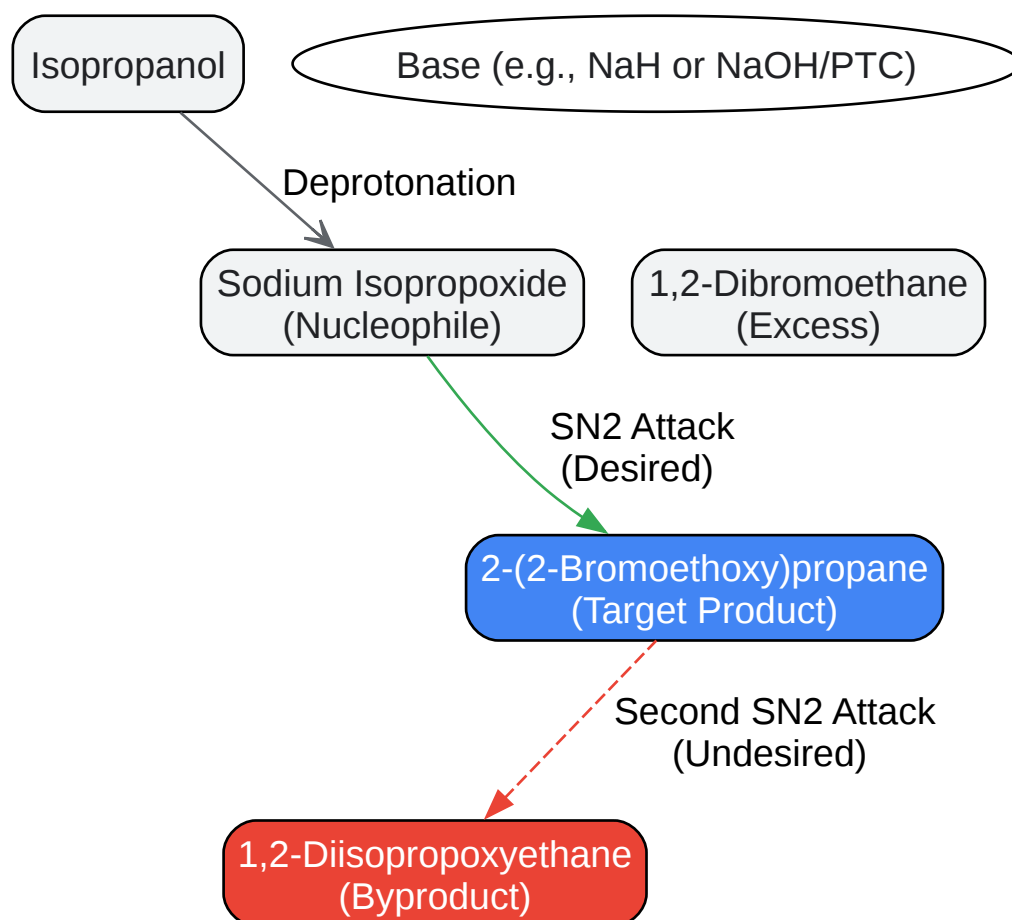 Isopropanol
Base (e.g., NaH or NaOH/PTC)
Deprotonation
Sodium Isopropoxide
(Nucleophile)
1,2-Dibromoethane
(Excess)
SN2 Attack
(Desired)
2-(2-Bromoethoxy)propane
(Target Product)
Second SN2 Attack
(Undesired)
1,2-Diisopropoxyethane
(Byproduct)